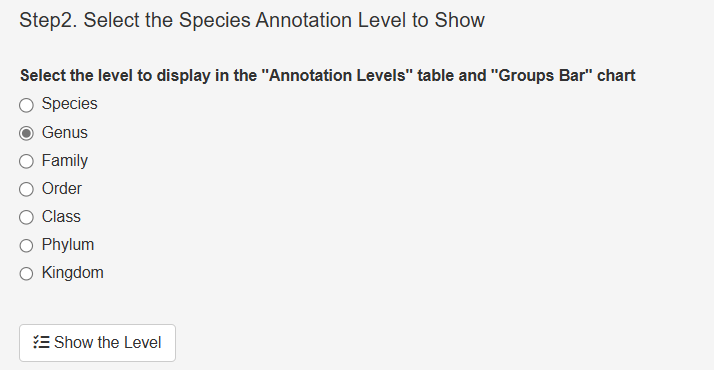 Step2. Select the Species Annotation Level to Show
Select the level to display in the "Annotation Levels" table and "Groups Bar" chart
Species
Genus
Family
Order
Class
Phylum
Kingdom
Show the Level